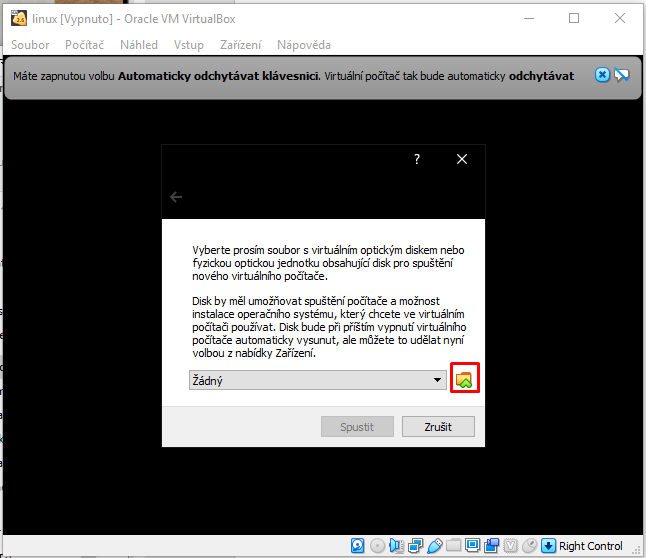 linux [Vypnuto] - Oracle VM VirtualBox
Soubor Počítač Náhled Vstup Zařízení Nápověda
Máte zapnutou volbu Automaticky odchytávat klávesnici. Virtuální počítač tak bude automaticky odchytávat
?
Vyberte prosím soubor s virtuálním optickým diskem nebo
fyzickou optickou jednotku obsahující disk pro spuštění
nového virtuálního počítače.
Disk by měl umožňovat spuštění počítače a možnost
instalace operačního systému, který chcete ve virtuálním
počítači používat. Disk bude při příštím vypnutí virtuálního
počítače automaticky vysunut, ale můžete to udělat nyní
volbou z nabídky Zařízení.
Žádný
Spustit Zrušit
Right Control